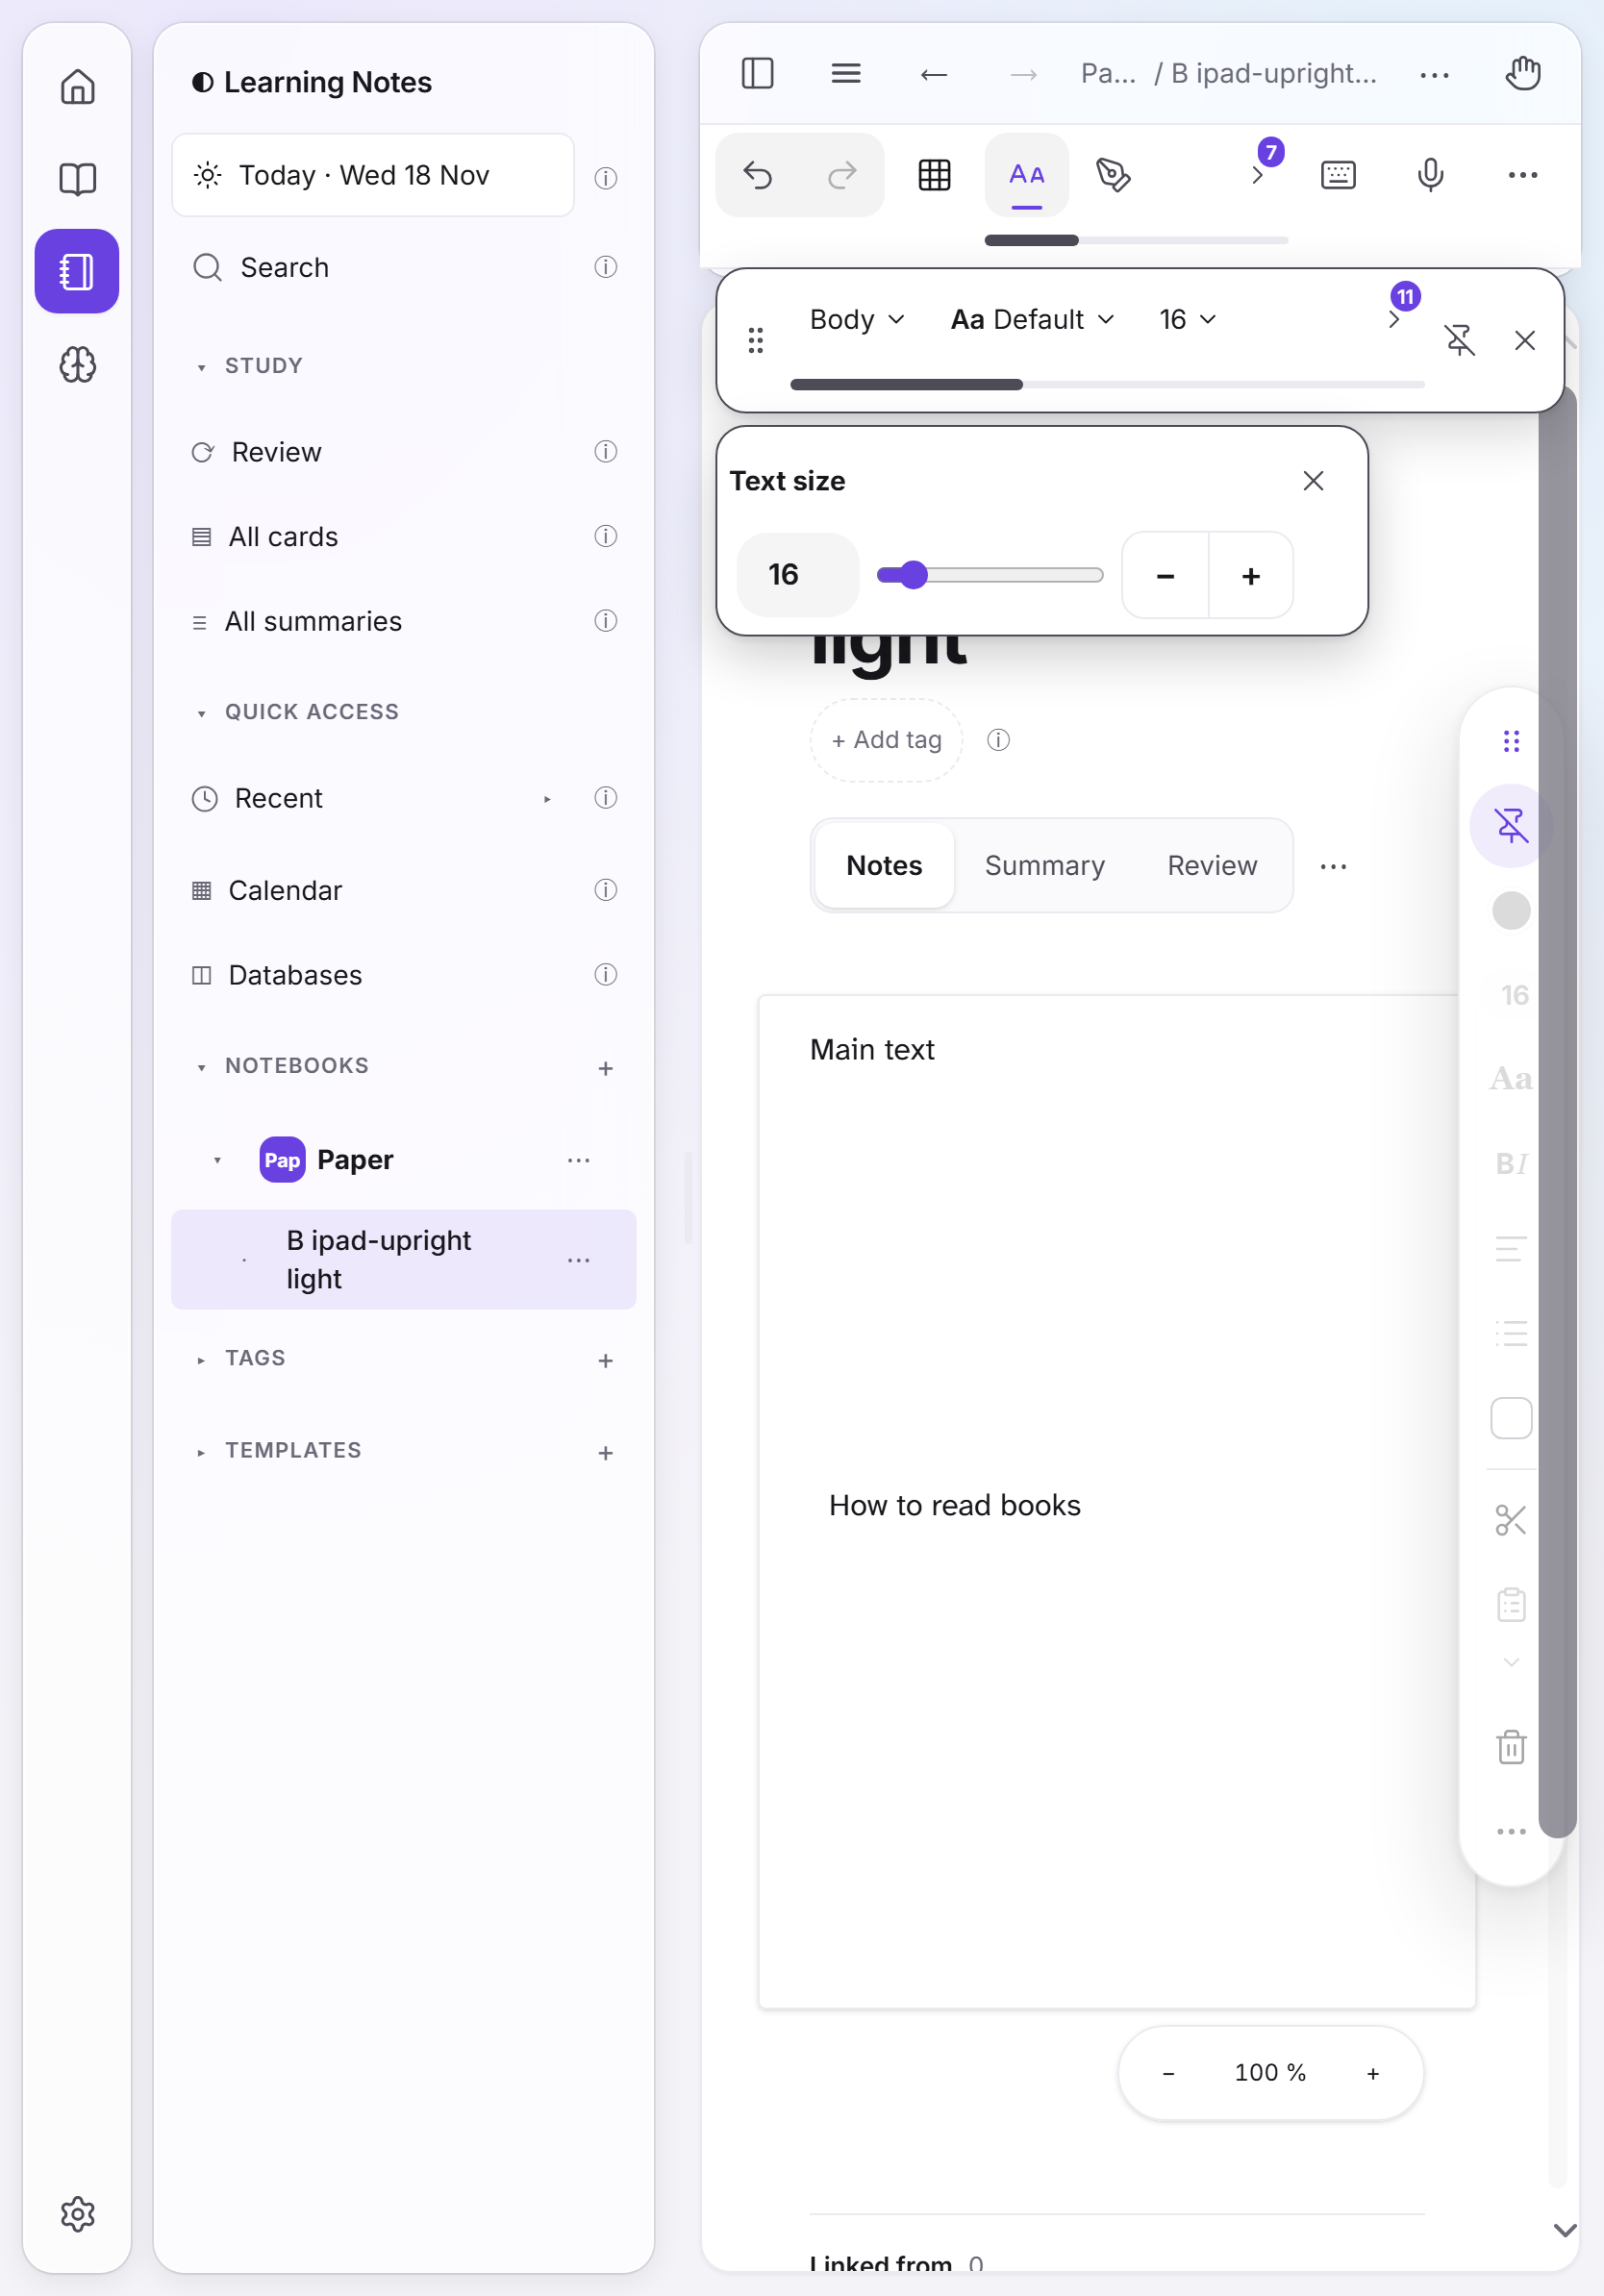 Learning Notes
Today · Wed 18 Nov
Search
STUDY
Review
All cards
All summaries
QUICK ACCESS
Recent
Calendar
Databases
NOTEBOOKS
Pap Paper
B ipad-upright
light
TAGS
TEMPLATES
Pa... / B ipad-upright...
Aa
7
Body
Aa Default
16
11
Text size
16
light
+ Add tag
Notes
Summary
Review
16
Aa
BI
Main text
How to read books
100 %
Linked from 0